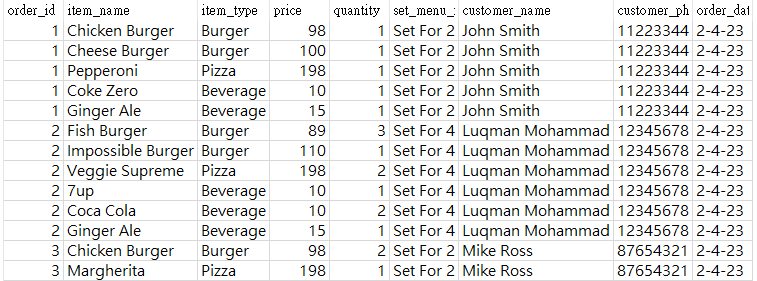 order_id item_name item_type price quantity set_menu_ customer_name customer_ph order_dat
1 Chicken Burger Burger 98 1 Set For 2 John Smith 11223344 2-4-23
1 Cheese Burger Burger 100 1 Set For 2 John Smith 11223344 2-4-23
1 Pepperoni Pizza 198 1 Set For 2 John Smith 11223344 2-4-23
1 Coke Zero Beverage 10 1 Set For 2 John Smith 11223344 2-4-23
1 Ginger Ale Beverage 15 1 Set For 2 John Smith 11223344 2-4-23
2 Fish Burger Burger 89 3 Set For 4 Luqman Mohammad 12345678 2-4-23
2 Impossible Burger Burger 110 1 Set For 4 Luqman Mohammad 12345678 2-4-23
2 Veggie Supreme Pizza 198 2 Set For 4 Luqman Mohammad 12345678 2-4-23
2 7up Beverage 10 1 Set For 4 Luqman Mohammad 12345678 2-4-23
2 Coca Cola Beverage 10 2 Set For 4 Luqman Mohammad 12345678 2-4-23
2 Ginger Ale Beverage 15 1 Set For 4 Luqman Mohammad 12345678 2-4-23
3 Chicken Burger Burger 98 2 Set For 2 Mike Ross 87654321 2-4-23
3 Margherita Pizza 198 1 Set For 2 Mike Ross 87654321 2-4-23